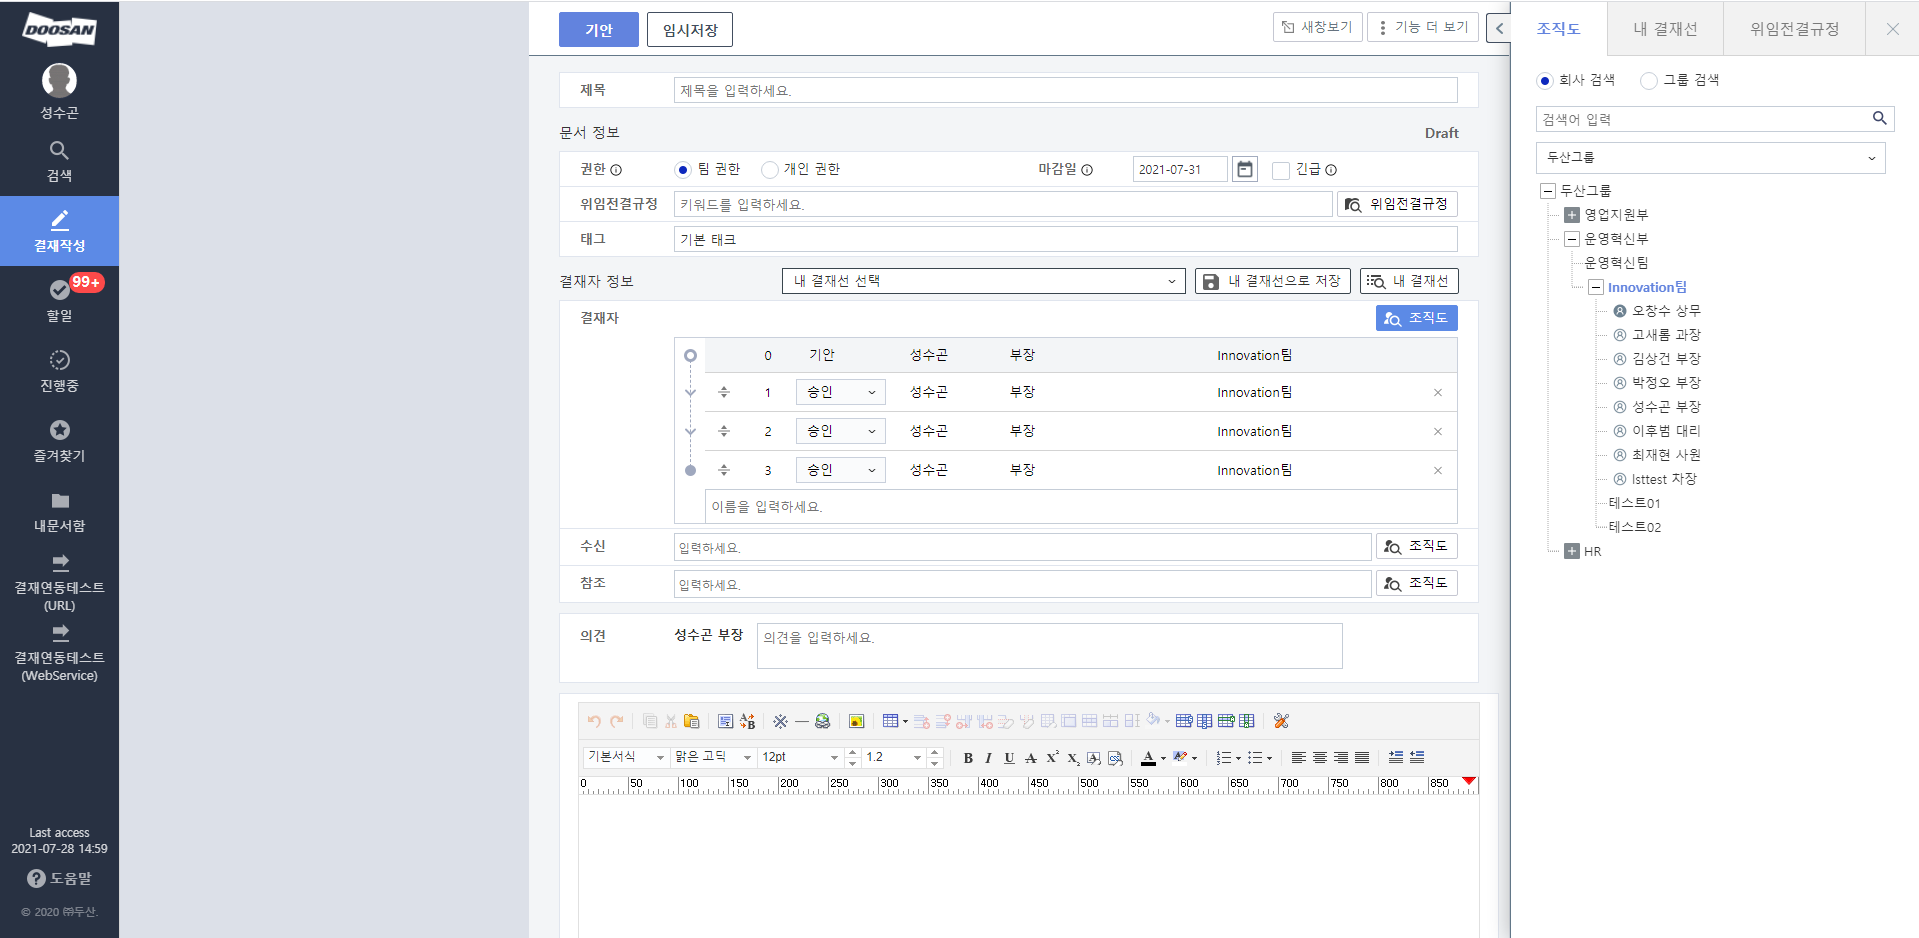 DOOSAN
성수곤
검색
결재작성
99+
할일
진행중
즐겨찾기
내문서함
결재연동테스트
(URL)
결재연동테스트
(WebService)
Last access
2021-07-28 14:59
? 도움말
© 2020 ㈜두산.
기안 임시저장 새창보기 기능 더 보기
제목 제목을 입력하세요.
문서 정보 Draft
권한 팀 권한 개인 권한 마감일 2021-07-31 긴급
위임전결규정 키워드를 입력하세요. 위임전결규정
태그 기본 태크
결재자 정보 내 결재선 선택 내 결재선으로 저장 내 결재선
결재자 조직도
0 기안 성수곤 부장 Innovation팀
1 승인 성수곤 부장 Innovation팀
2 승인 성수곤 부장 Innovation팀
3 승인 성수곤 부장 Innovation팀
이름을 입력하세요.
수신 입력하세요. 조직도
참조 입력하세요. 조직도
의견 성수곤 부장 의견을 입력하세요.
기본서식 맑은 고딕 12pt 1.2
0 50 100 150 200 250 300 350 400 450 500 550 600 650 700 750 800 850
조직도 내 결재선 위임전결규정
회사 검색 그룹 검색
검색어 입력
두산그룹
두산그룹
영업지원부
운영혁신부
운영혁신팀
Innovation팀
오창수 상무
고새롬 과장
김상건 부장
박정오 부장
성수곤 부장
이후범 대리
최재현 사원
lsttest 차장
테스트01
테스트02
HR